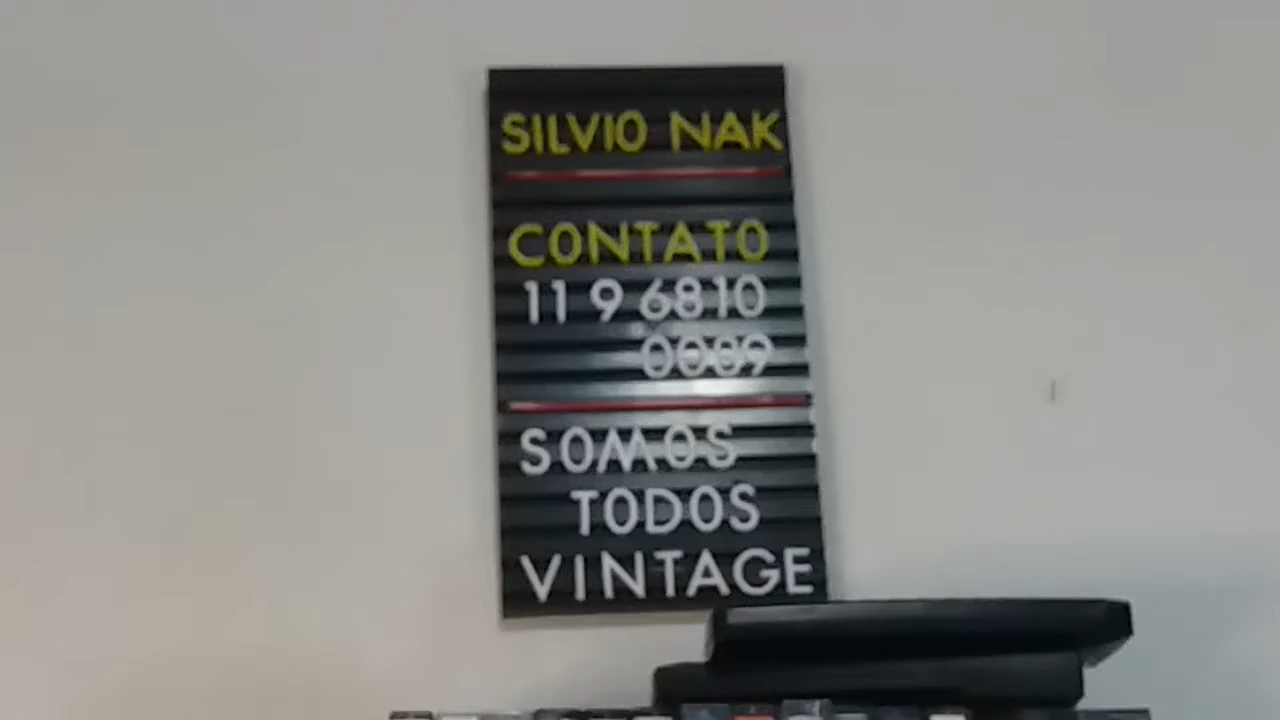 SILVIO NAK
CONTATO
11 9 6810
0089
SOMOS
TODOS
VINTAGE